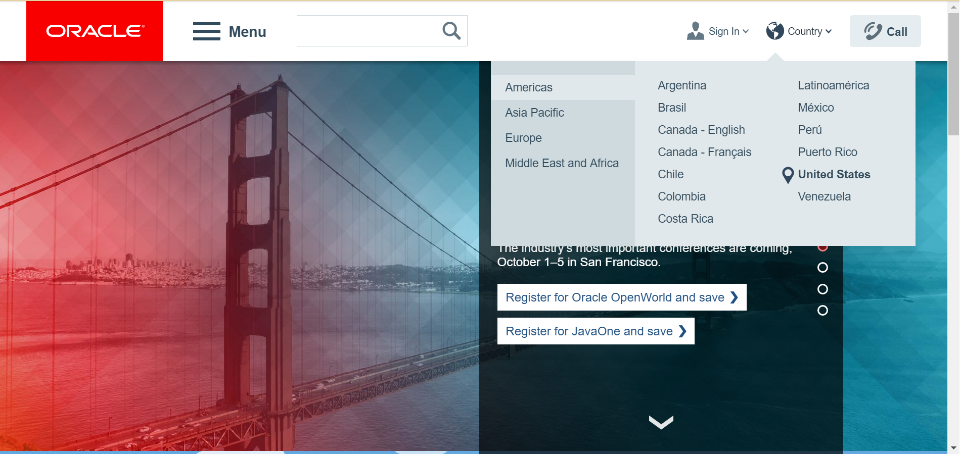 ORACLE
Menu
Sign In
Country
Call
Americas
Asia Pacific
Europe
Middle East and Africa
Argentina
Brasil
Canada - English
Canada - Français
Chile
Colombia
Costa Rica
Latinoamérica
México
Perú
Puerto Rico
United States
Venezuela
The industry's most important conferences are coming,
October 1–5 in San Francisco.
Register for Oracle OpenWorld and save
Register for JavaOne and save